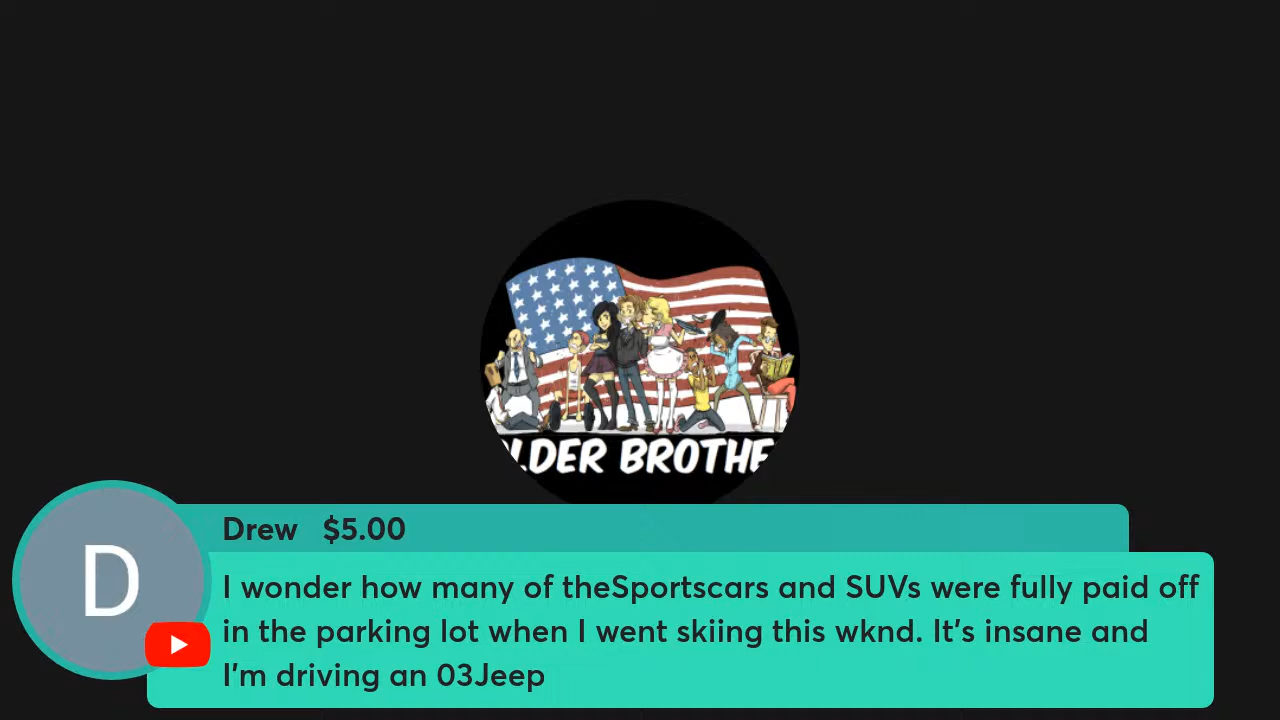 LDER BROTHE
D
Drew $5.00
I wonder how many of theSportscars and SUVs were fully paid off
in the parking lot when I went skiing this wknd. It's insane and
I'm driving an 03Jeep